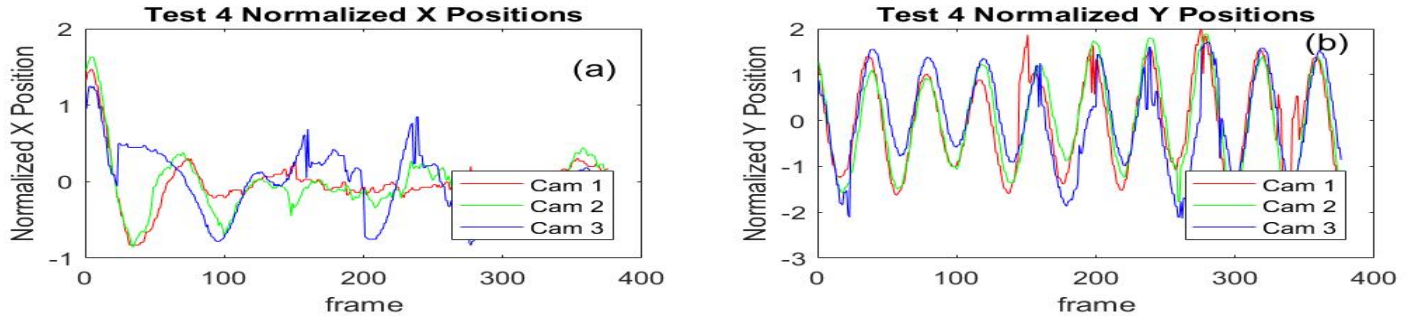 Test 4 Normalized X Positions
Normalized X Position
2
1
0
-1
(a)
Cam 1
Cam 2
Cam 3
0
100
200
300
400
frame
Test 4 Normalized Y Positions
Normalized Y Position
2
1
0
-1
-2
-3
(b)
Cam 1
Cam 2
Cam 3
0
100
200
300
400
frame